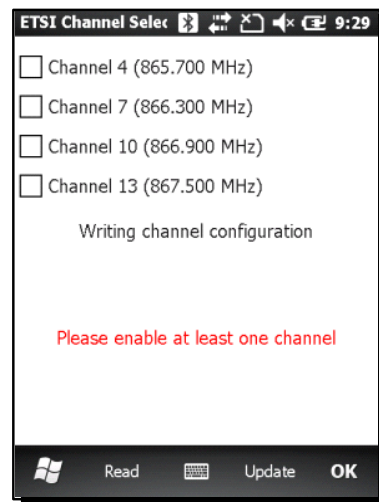 ETSI Channel Selec 9:29
Channel 4 (865.700 MHz)
Channel 7 (866.300 MHz)
Channel 10 (866.900 MHz)
Channel 13 (867.500 MHz)
Writing channel configuration
Please enable at least one channel
Read Update OK